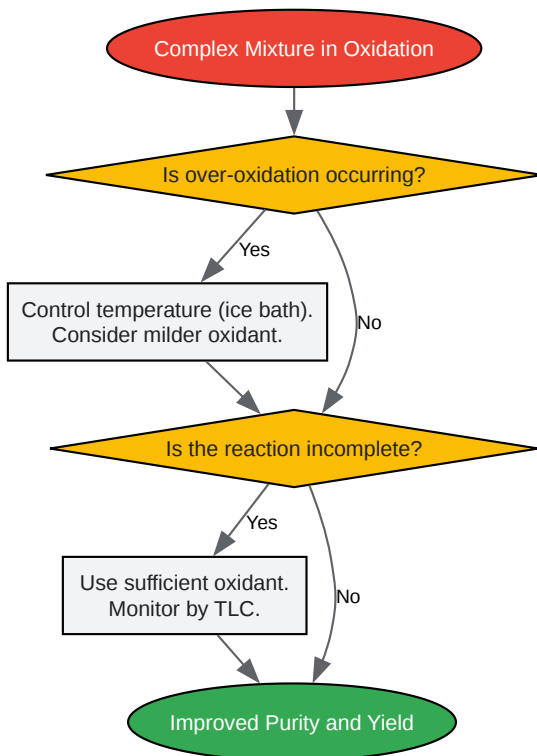 Complex Mixture in Oxidation
Is over-oxidation occurring?
Yes
Control temperature (ice bath).
Consider milder oxidant.
No
Is the reaction incomplete?
Yes
Use sufficient oxidant.
Monitor by TLC.
No
Improved Purity and Yield